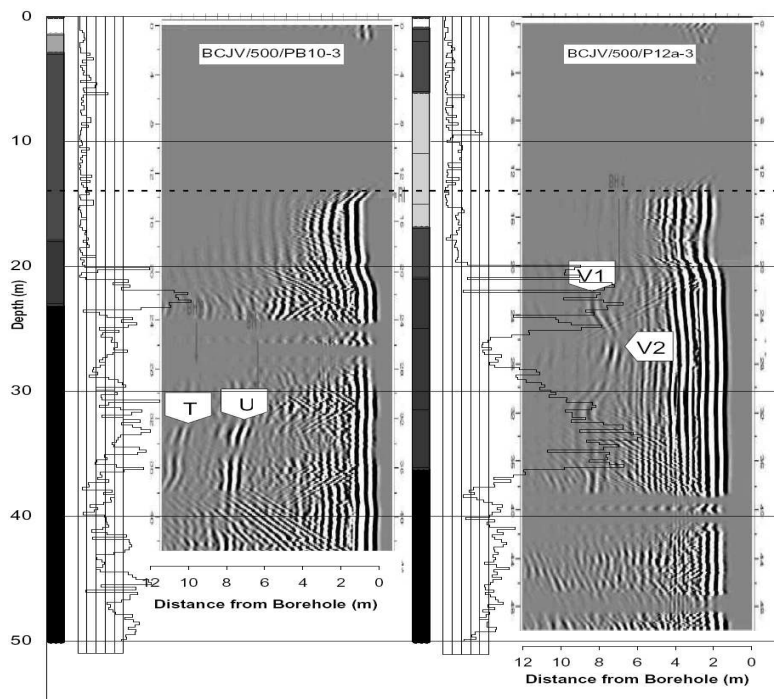 0
BCJV/500/PB10-3
BCJV/500/P12a-3
10
20
V1
V2
Depth (m)
30
T
U
40
12 10 8 6 4 2 0
Distance from Borehole (m)
50
12 10 8 6 4 2 0
Distance from Borehole (m)